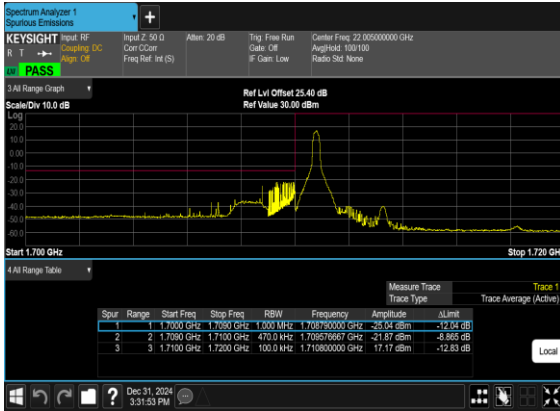 Spectrum Analyzer 1
Spurious Emissions
KEYSIGHT Input: RF Input Z: 50 Ω Atten: 20 dB Trig: Free Run Center Freq: 22.005000000 GHz
R T Coupling: DC Corr CCorr Gate: Off Avg|Hold: 100/100
Align: Off Freq Ref: Int (S) IF Gain: Low Radio Std: None
PASS
3 All Range Graph
Ref Lvl Offset 25.40 dB
Scale/Div 10.0 dB Ref Value 30.00 dBm
Log
20.0
10.0
0.00
-10.0
-20.0
-30.0
-40.0
-50.0
-60.0
Start 1.700 GHz Stop 1.720 GH
4 All Range Table
Measure Trace Trace 1
Trace Type Trace Average (Active)
Spur Range Start Freq Stop Freq RBW Frequency Amplitude ΔLimit
1 1 1.7000 GHz 1.7090 GHz 1.000 MHz 1.708790000 GHz -25.04 dBm -12.04 dB
2 2 1.7090 GHz 1.7100 GHz 470.0 kHz 1.709576667 GHz -21.87 dBm -8.865 dB
3 3 1.7100 GHz 1.7200 GHz 100.0 kHz 1.710800000 GHz 17.17 dBm -12.83 dB
Local
Dec 31, 2024
3:31:53 PM